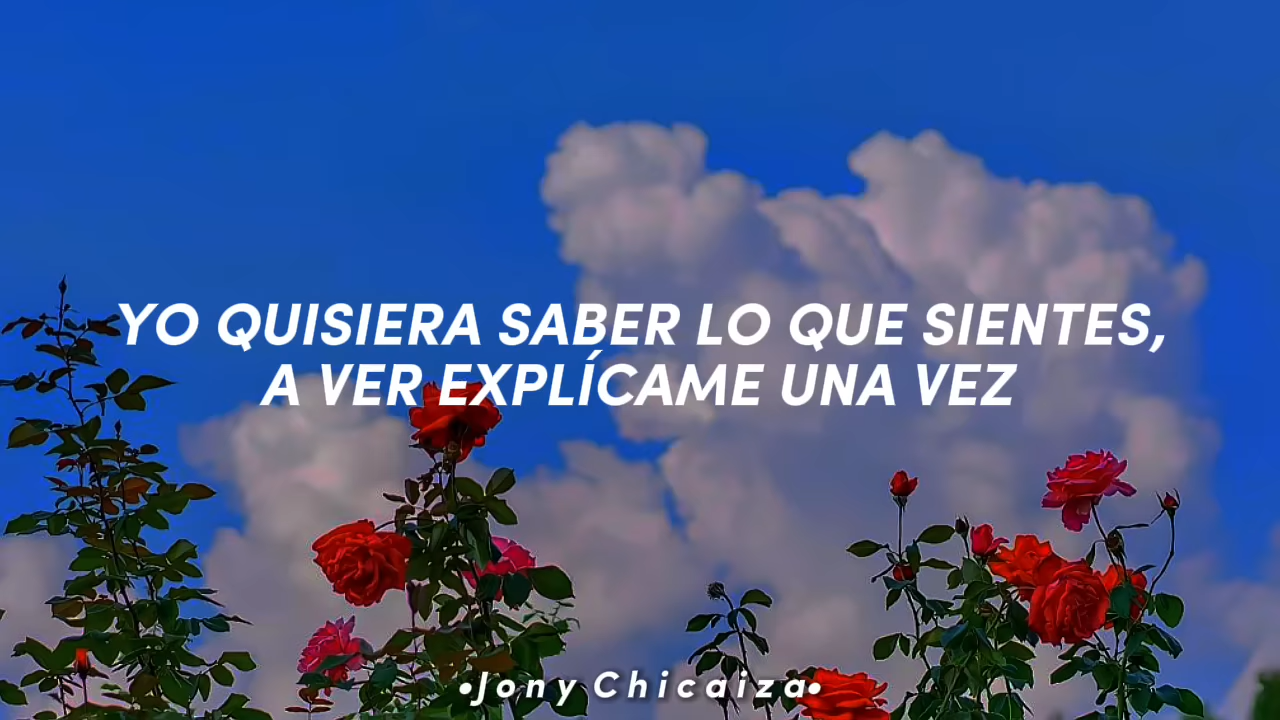 YO QUISIERA SABER LO QUE SIENTES,
A VER EXPLÍCAME UNA VEZ
•Jony Chicaiza•